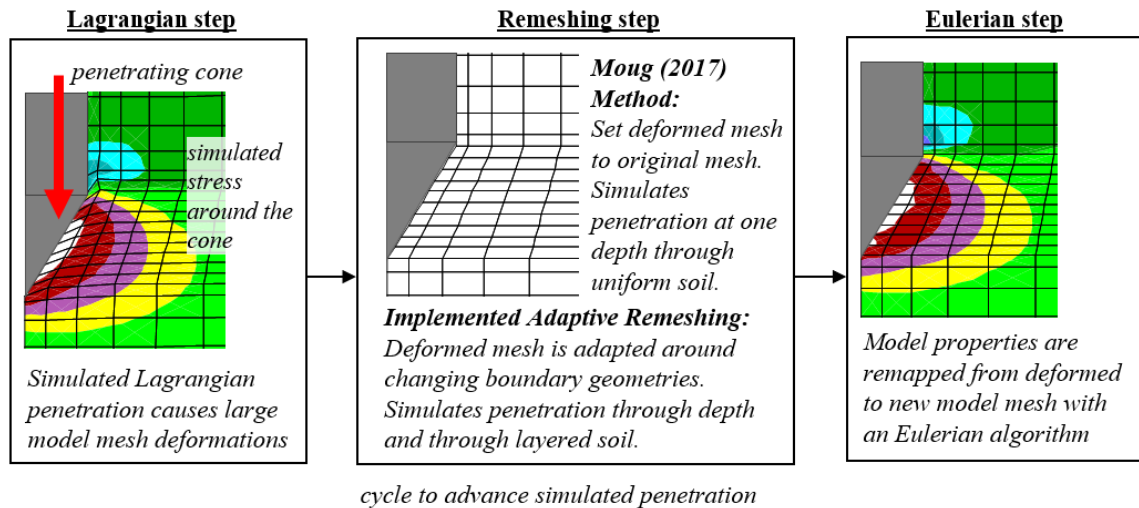 Lagrangian step
penetrating cone
simulated
stress
around the
cone
Simulated Lagrangian
penetration causes large
model mesh deformations
Remeshing step
Moug (2017)
Method:
Set deformed mesh
to original mesh.
Simulates
penetration at one
depth through
uniform soil.
Implemented Adaptive Remeshing:
Deformed mesh is adapted around
changing boundary geometries.
Simulates penetration through depth
and through layered soil.
Eulerian step
Model properties are
remapped from deformed
to new model mesh with
an Eulerian algorithm
cycle to advance simulated penetration